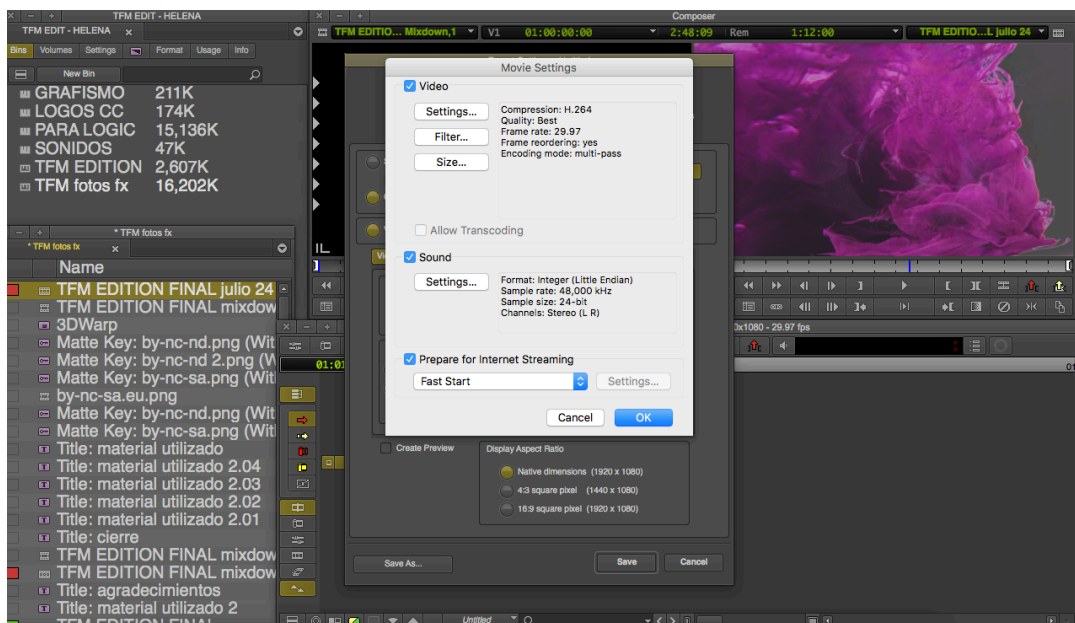 TFM EDIT - HELENA
TFM EDIT - HELENA x
Bins Volumes Settings Format Usage Info
New Bin
GRAFISMO 211K
LOGOS CC 174K
PARA LOGIC 15,136K
SONIDOS 47K
TFM EDITION 2,607K
TFM fotos fx 16,202K
* TFM fotos fx
* TFM fotos fx x
Name
TFM EDITION FINAL julio 24
TFM EDITION FINAL mixdow
3DWarp
Matte Key: by-nc-nd.png (Wit
Matte Key: by-nc-nd 2.png (W
Matte Key: by-nc-sa.png (Wit
by-nc-sa.eu.png
Matte Key: by-nc-nd.png (Wit
Matte Key: by-nc-sa.png (Wit
Title: material utilizado
Title: material utilizado 2.04
Title: material utilizado 2.03
Title: material utilizado 2.02
Title: material utilizado 2.01
Title: cierre
TFM EDITION FINAL mixdow
TFM EDITION FINAL mixdow
Title: agradecimientos
Title: material utilizado 2
TFM EDITION FINAL
Composer
TFM EDITIO... Mixdown,1 V1 01:00:00:00 2:48:09 Rem 1:12:00 TFM EDITIO...L julio 24
Movie Settings
Video
Settings...
Filter...
Size...
Compression: H.264
Quality: Best
Frame rate: 29.97
Frame reordering: yes
Encoding mode: multi-pass
Allow Transcoding
Sound
Settings...
Format: Integer (Little Endian)
Sample rate: 48,000 kHz
Sample size: 24-bit
Channels: Stereo (L R)
Prepare for Internet Streaming
Fast Start Settings...
Cancel OK
Create Preview
Display Aspect Ratio
Native dimensions (1920 x 1080)
4:3 square pixel (1440 x 1080)
16:9 square pixel (1920 x 1080)
Save As... Save Cancel
0x1080 - 29.97 fps
Untitled